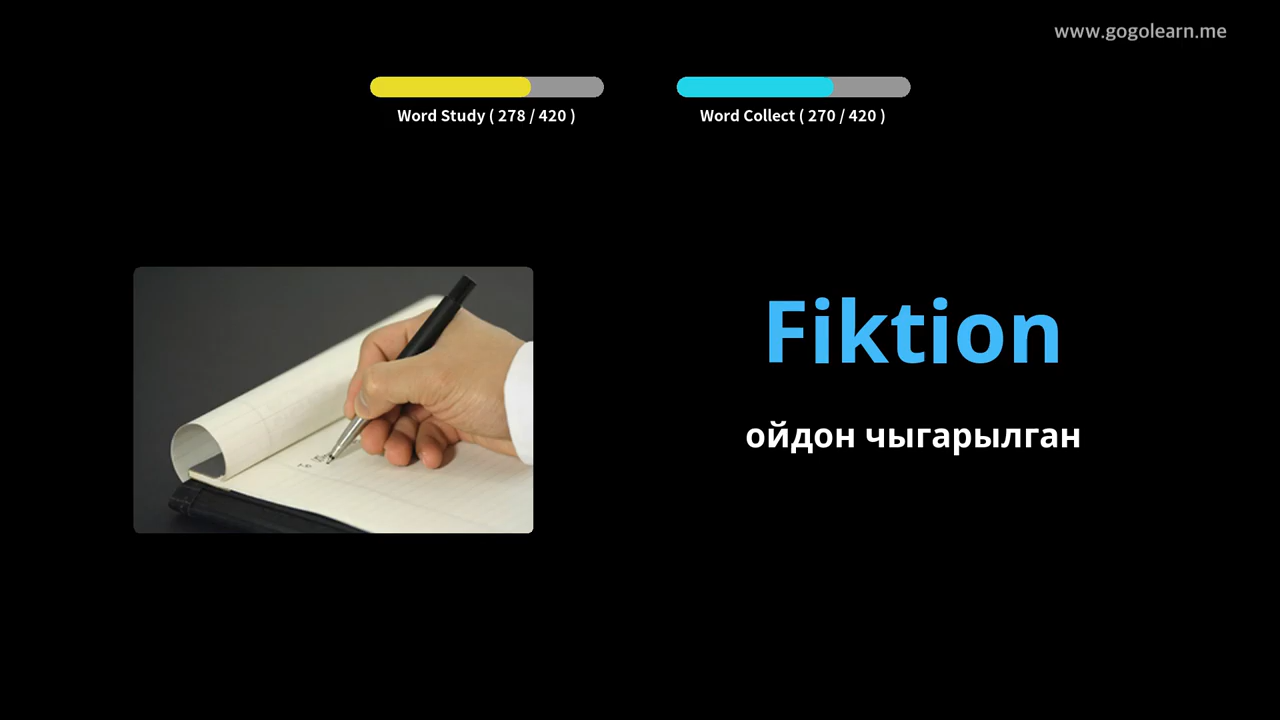 www.gogolearn.me
Word Study ( 278 / 420 )
Word Collect ( 270 / 420 )
Fiktion
ойдон чыгарылган